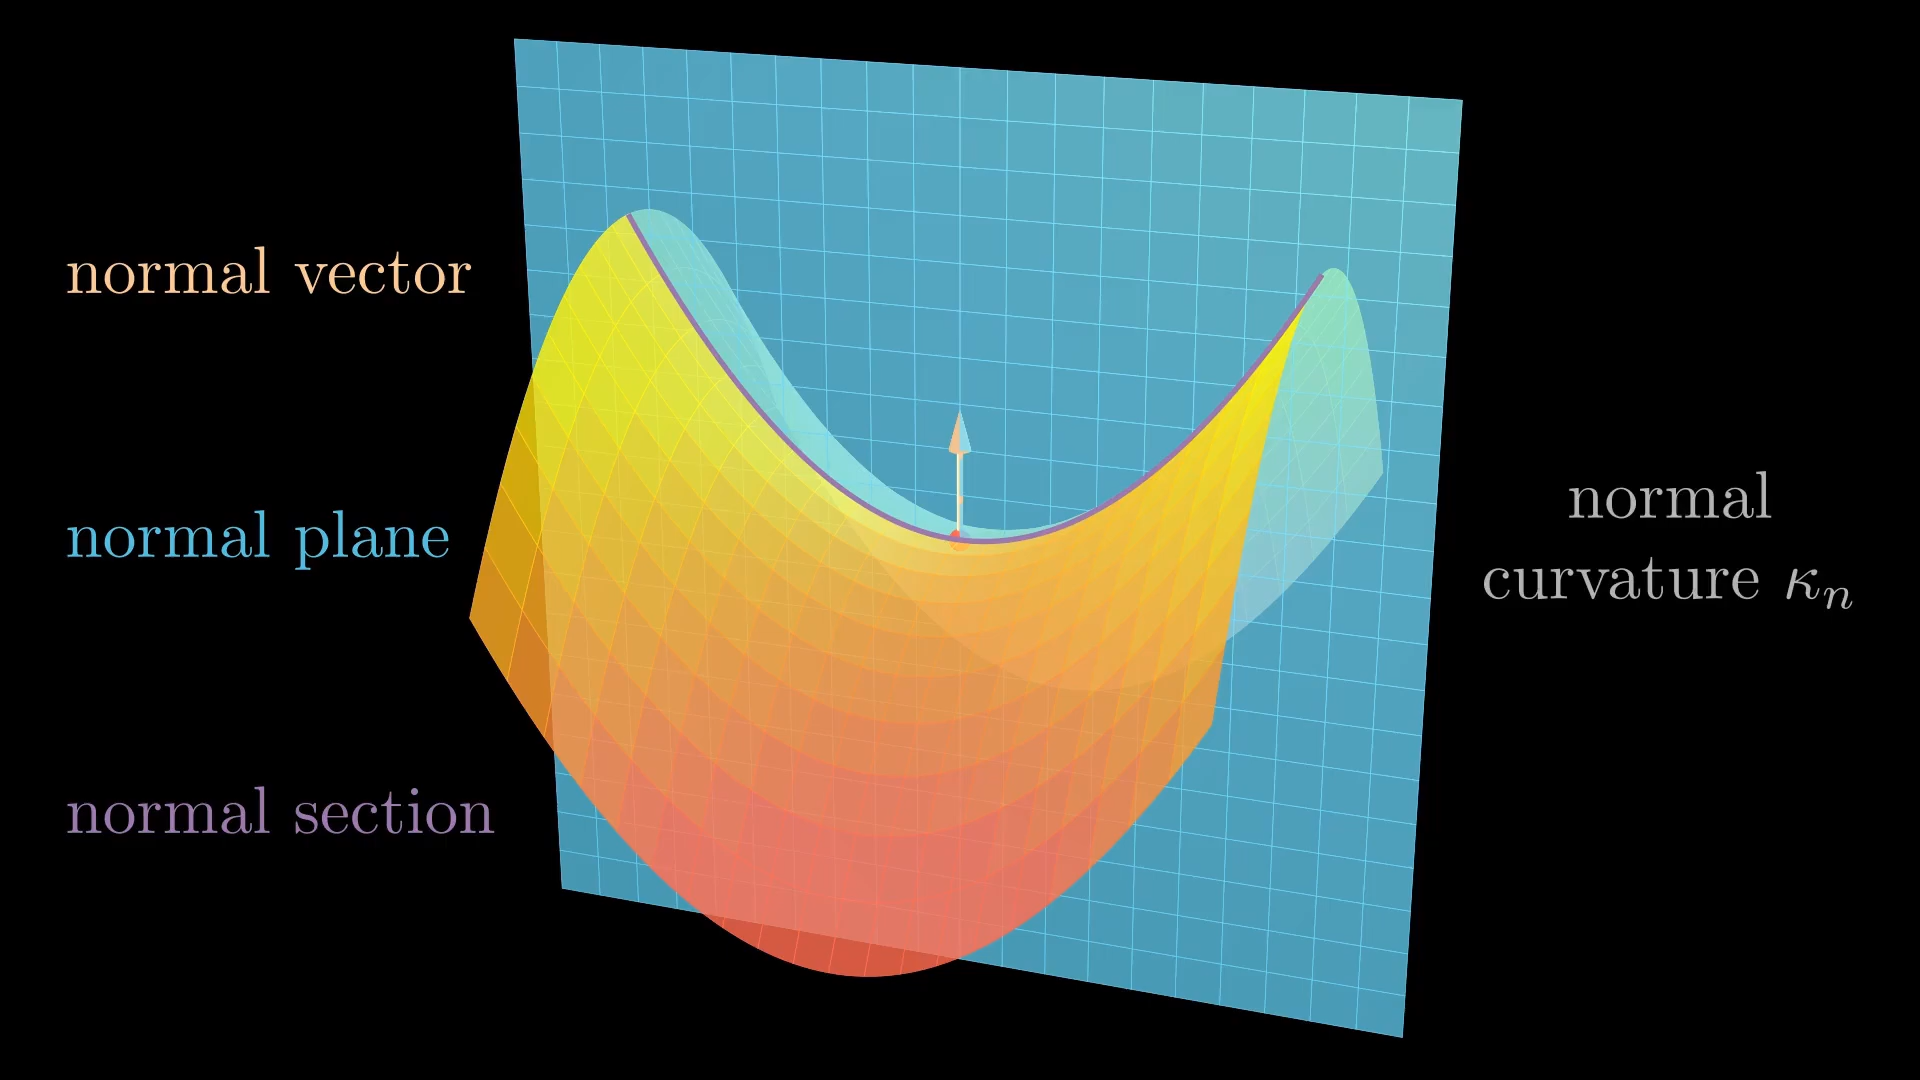 normal vector
normal plane
normal section
normal
curvature κₙ